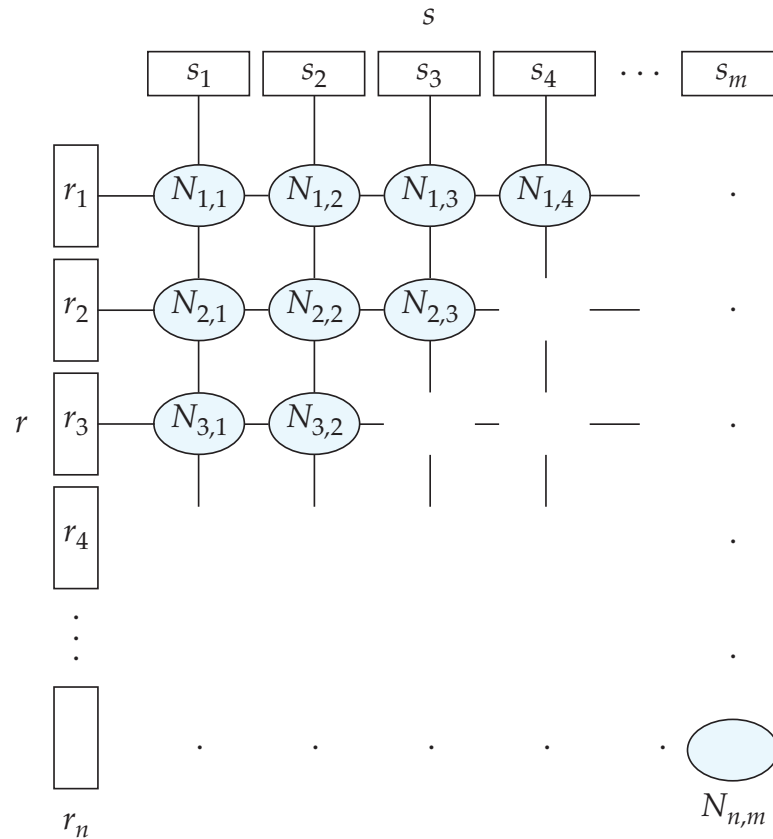 s
s₁ s₂ s₃ s₄ ··· sₘ
r₁ N₁,₁ N₁,₂ N₁,₃ N₁,₄
r₂ N₂,₁ N₂,₂ N₂,₃
r r₃ N₃,₁ N₃,₂
r₄
rₙ Nₙ,ₘ